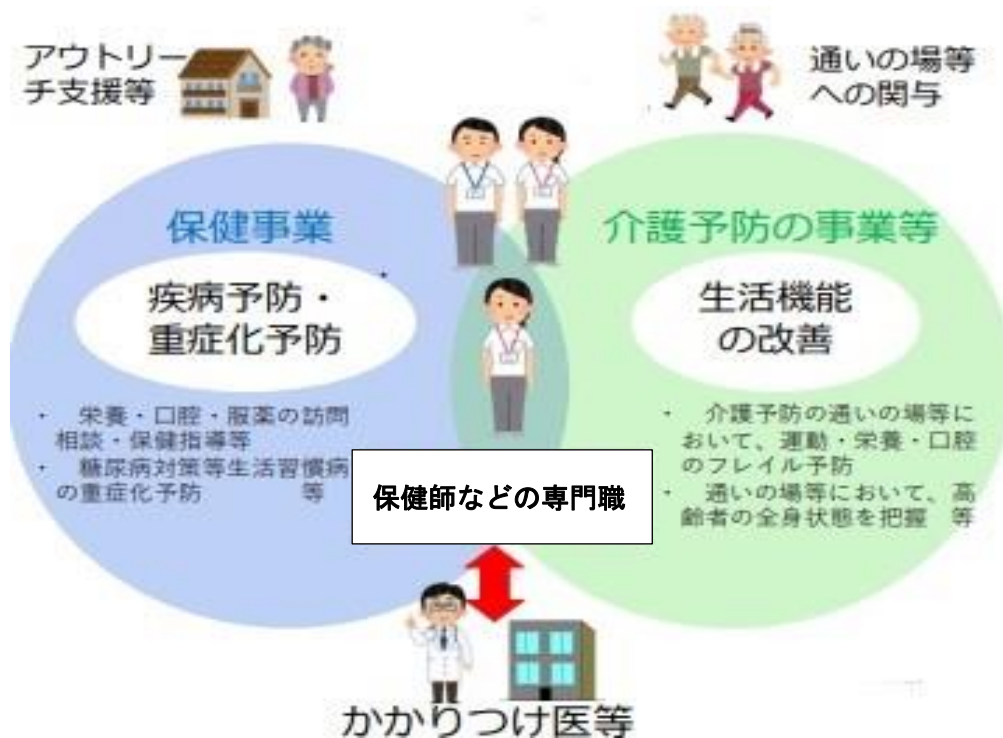 アウトリー
チ支援等
通いの場等
への関与
保健事業
疾病予防・
重症化予防
・ 栄養・口腔・服薬の訪問
相談・保健指導等
・ 糖尿病対策等生活習慣病
の重症化予防 等
介護予防の事業等
生活機能
の改善
・ 介護予防の通いの場等に
おいて、運動・栄養・口腔
のフレイル予防
・ 通いの場等において、高
齢者の全身状態を把握 等
保健師などの専門職
かかりつけ医等